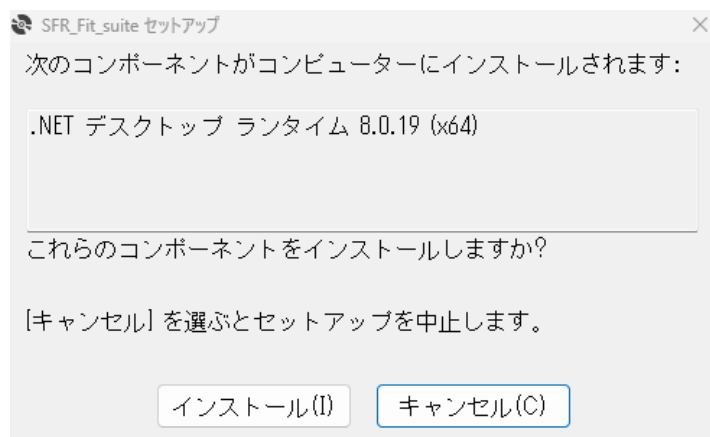 SFR_Fit_suite セットアップ
次のコンポーネントがコンピューターにインストールされます:
.NET デスクトップ ランタイム 8.0.19 (x64)
これらのコンポーネントをインストールしますか?
[キャンセル] を選ぶとセットアップを中止します。
インストール(I)
キャンセル(C)